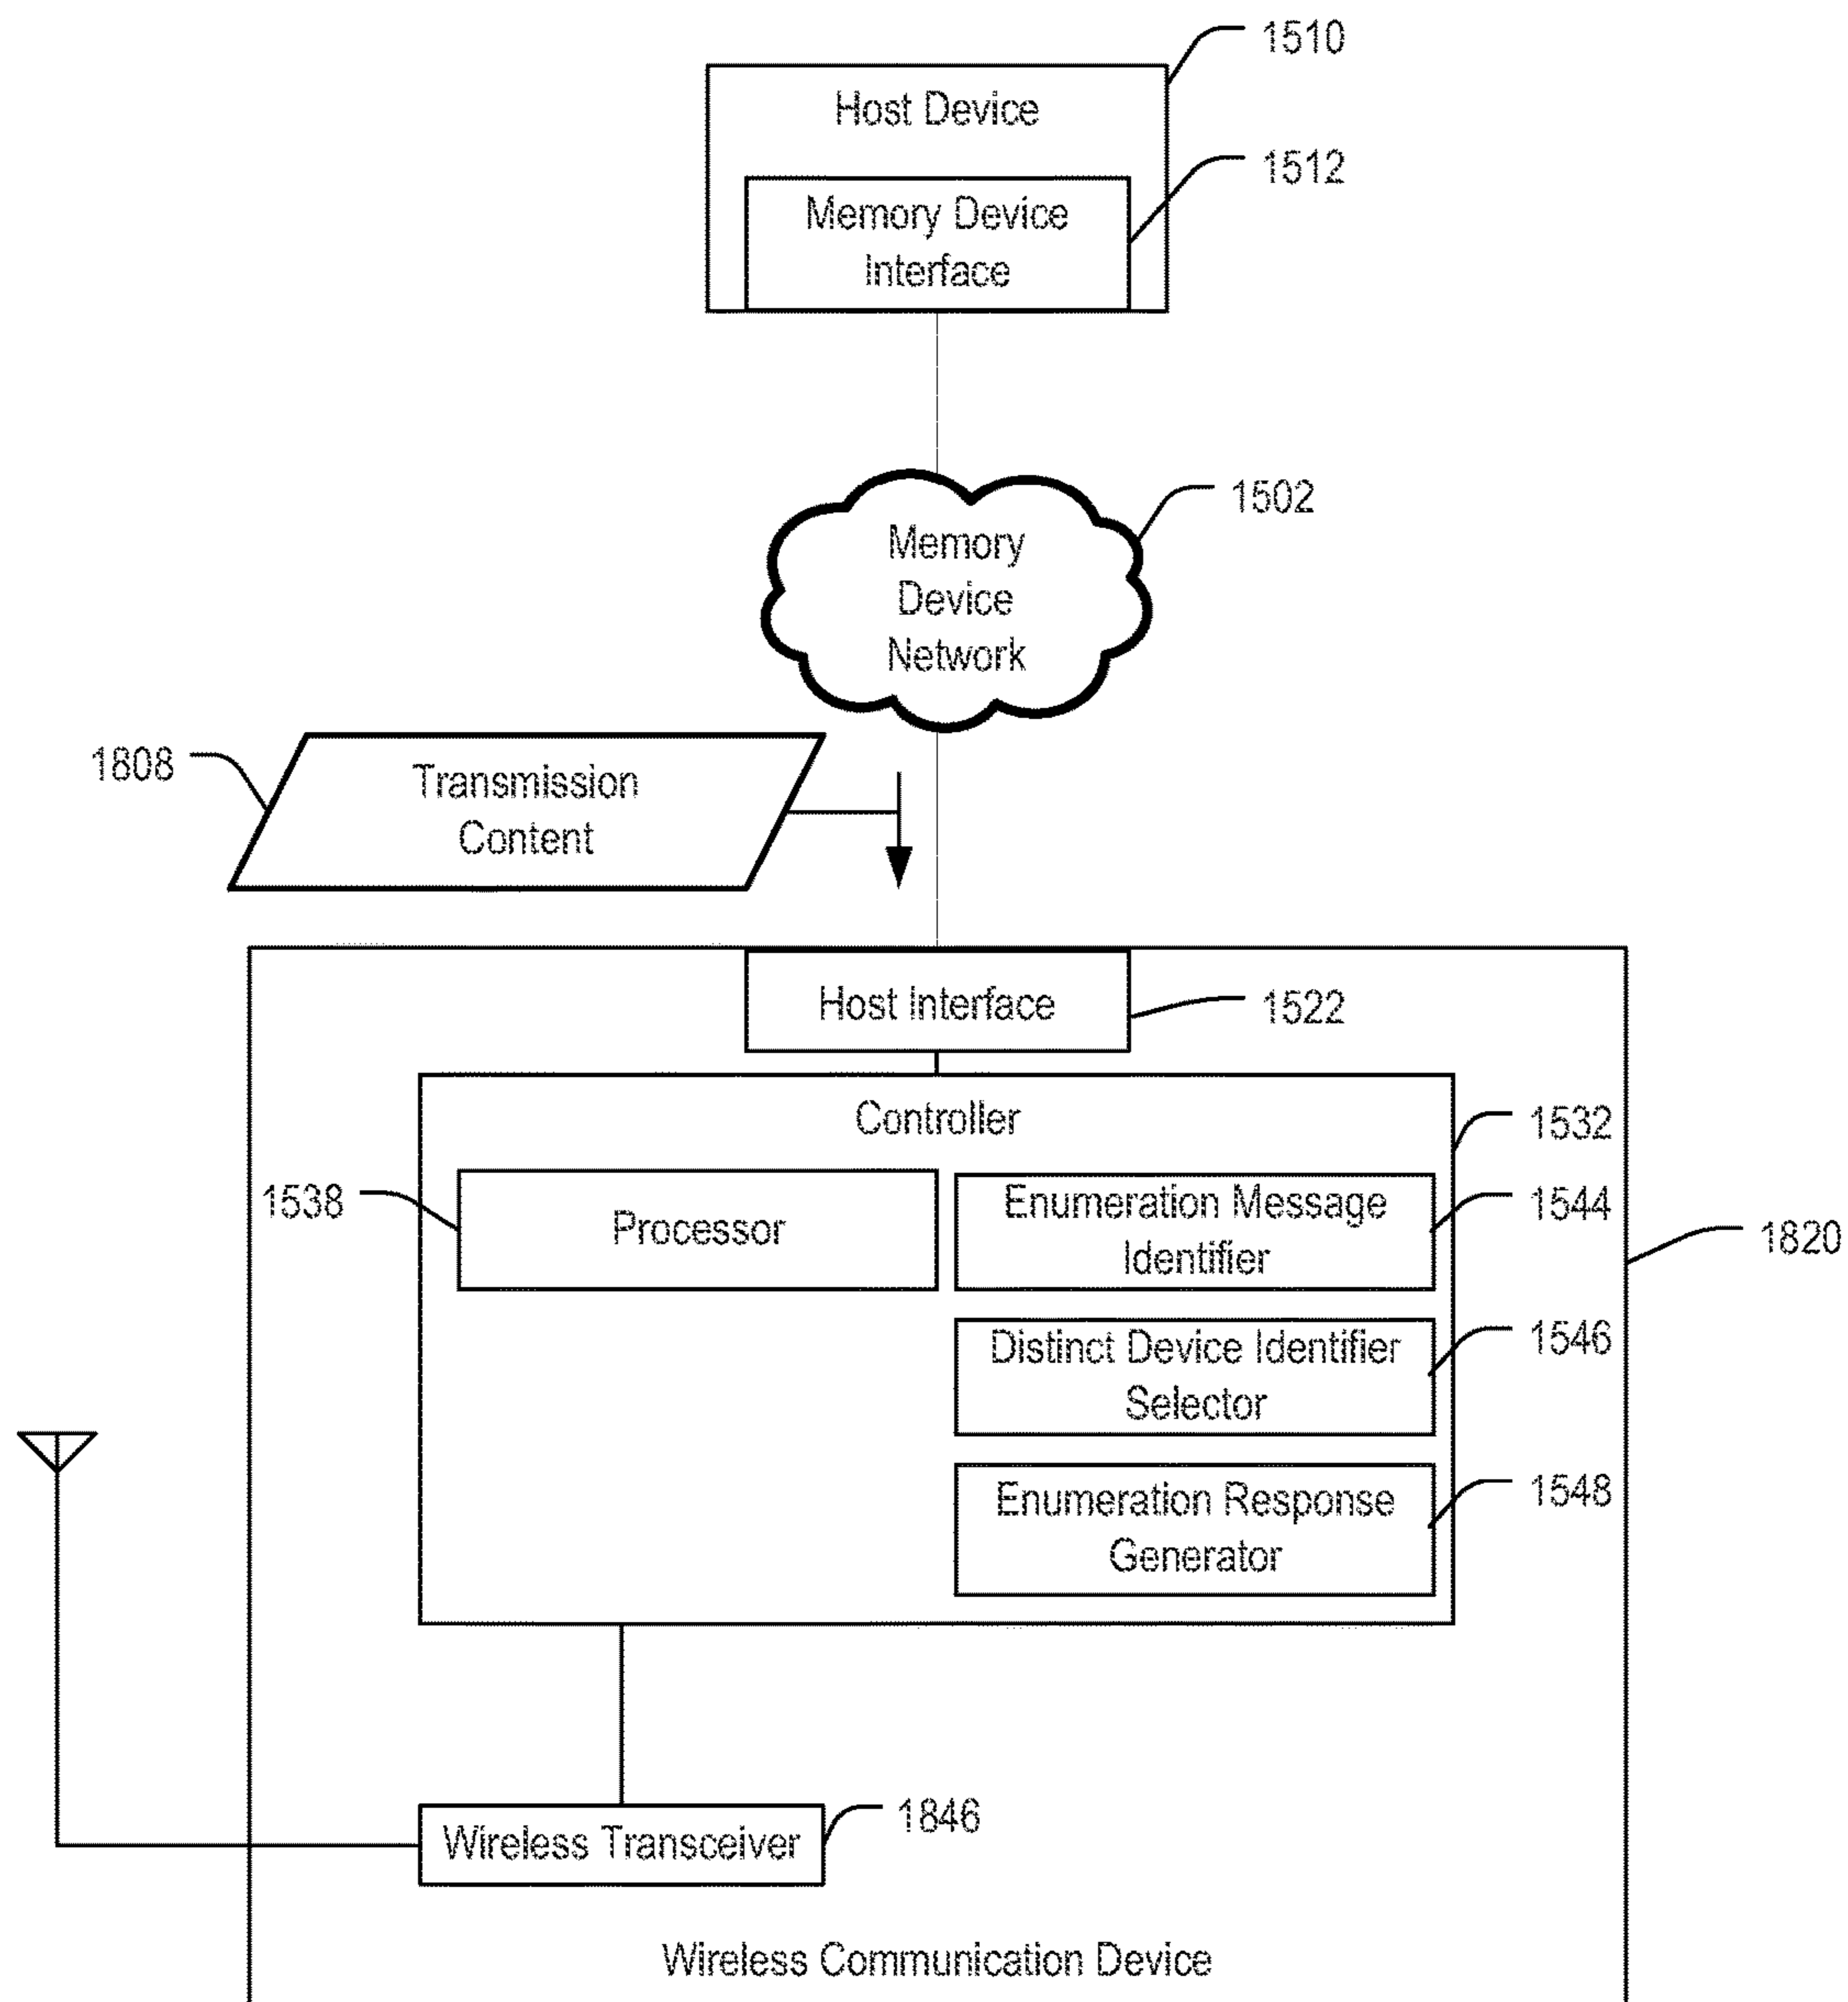 1510
Host Device
1512
Memory Device
Interface
1502
Memory
Device
Network
1808
Transmission
Content
Host Interface
1522
Controller
1532
1538
Processor
Enumeration Message
Identifier
1544
1820
Distinct Device Identifier
Selector
1546
Enumeration Response
Generator
1548
Wireless Transceiver
1846
Wireless Communication Device